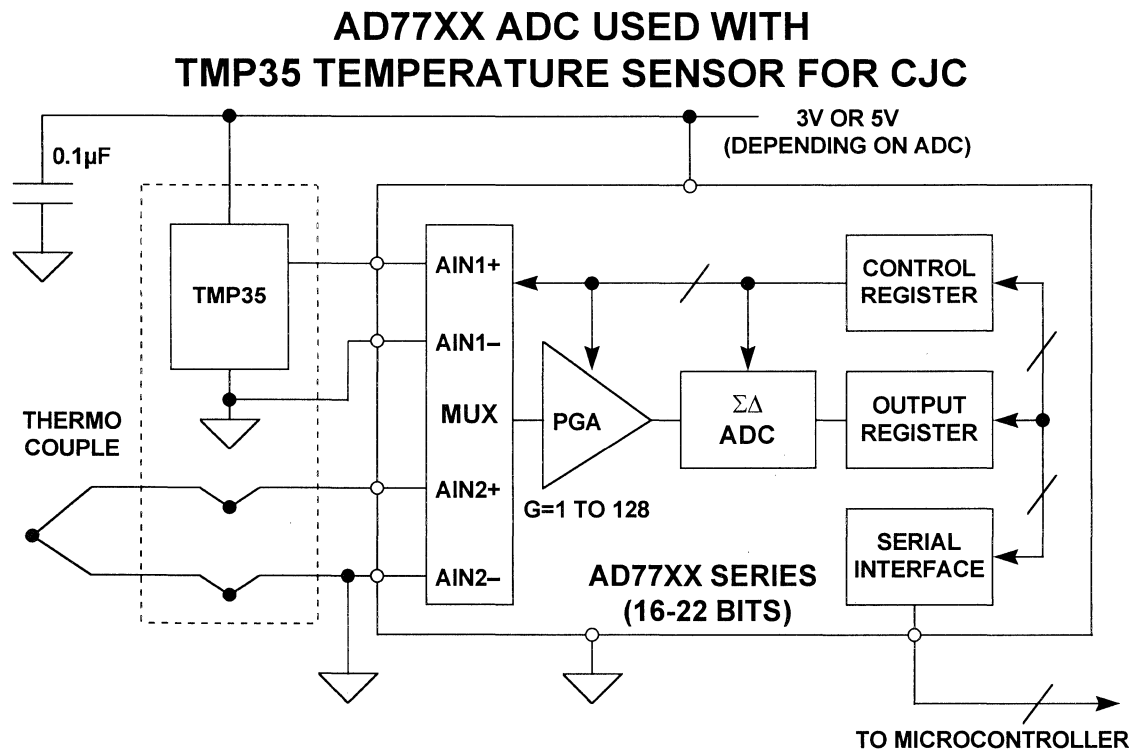 AD77XX ADC USED WITH
TMP35 TEMPERATURE SENSOR FOR CJC
3V OR 5V
(DEPENDING ON ADC)
0.1µF
TMP35
AIN1+
AIN1–
MUX
AIN2+
AIN2–
CONTROL
REGISTER
PGA
G=1 TO 128
ΣΔ
ADC
OUTPUT
REGISTER
THERMO
COUPLE
SERIAL
INTERFACE
AD77XX SERIES
(16-22 BITS)
TO MICROCONTROLLER